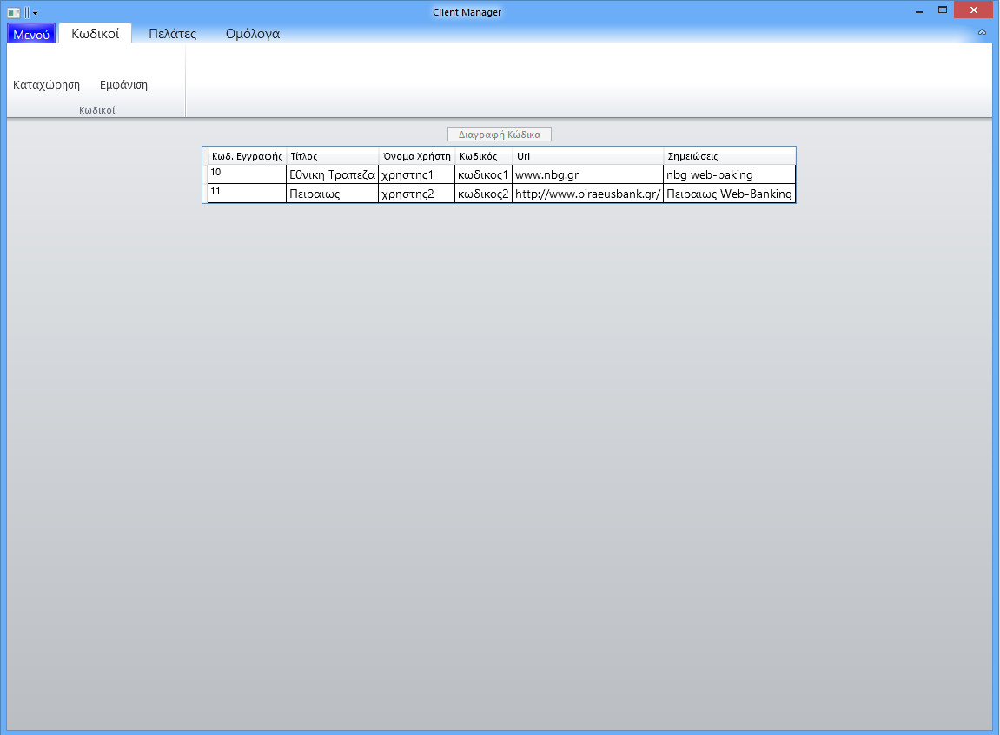 Client Manager
Μενού Κωδικοί Πελάτες Ομόλογα
Καταχώρηση Εμφάνιση
Κωδικοί
Διαγραφή Κώδικα
Κωδ. Εγγραφής Τίτλος Όνομα Χρήστη Κωδικός Url Σημειώσεις
10 Εθνικη Τραπεζα χρηστης1 κωδικος1 www.nbg.gr nbg web-baking
11 Πειραιως χρηστης2 κωδικος2 http://www.piraeusbank.gr/ Πειραιως Web-Banking